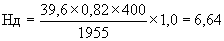 Нд = 39,6×0,82×400 / 1955 ×1,0 = 6,64